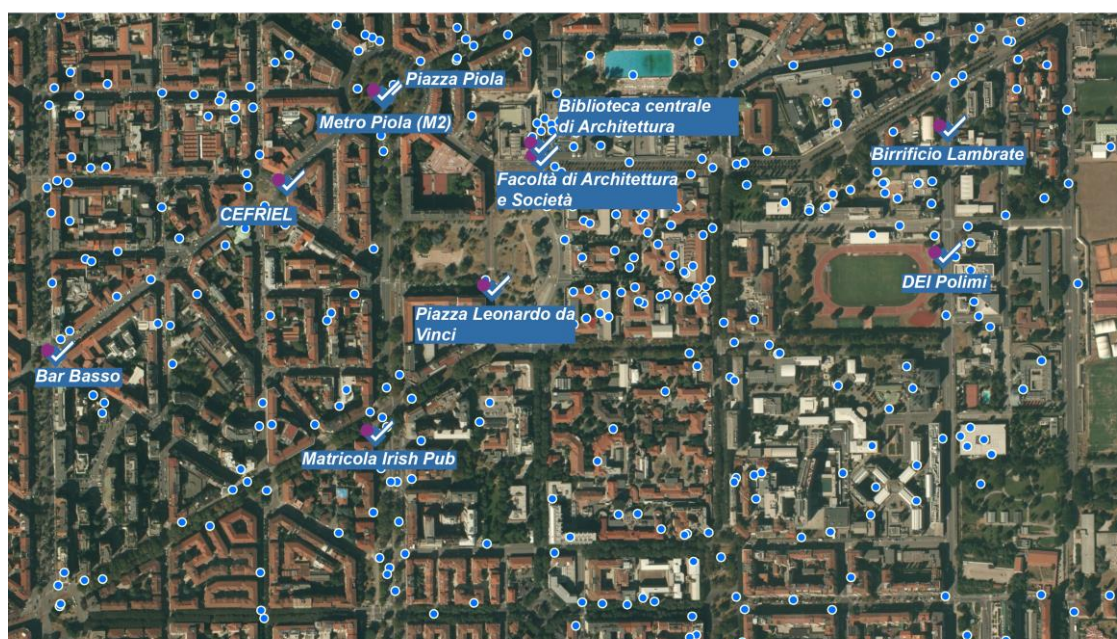 Piazza Piola
Metro Piola (M2)
Biblioteca centrale
di Architettura
Birrificio Lambrate
Facoltà di Architettura
e Società
CEFRIEL
DEI Polimi
Piazza Leonardo da
Vinci
Bar Basso
Matricola Irish Pub